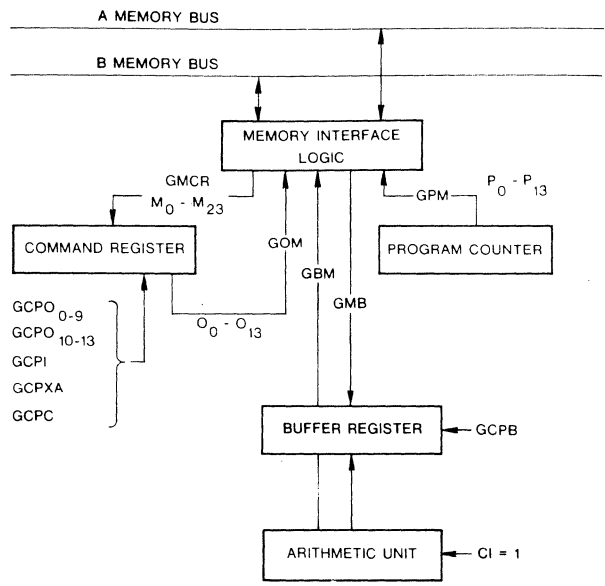 A MEMORY BUS
B MEMORY BUS
MEMORY INTERFACE
LOGIC
GMCR
M0 - M23
P0 - P13
GPM
GOM
COMMAND REGISTER
PROGRAM COUNTER
GBM
GMB
GCPO0-9
GCPO10-13
GCPI
GCPXA
GCPC
O0 - O13
BUFFER REGISTER
GCPB
ARITHMETIC UNIT
CI = 1